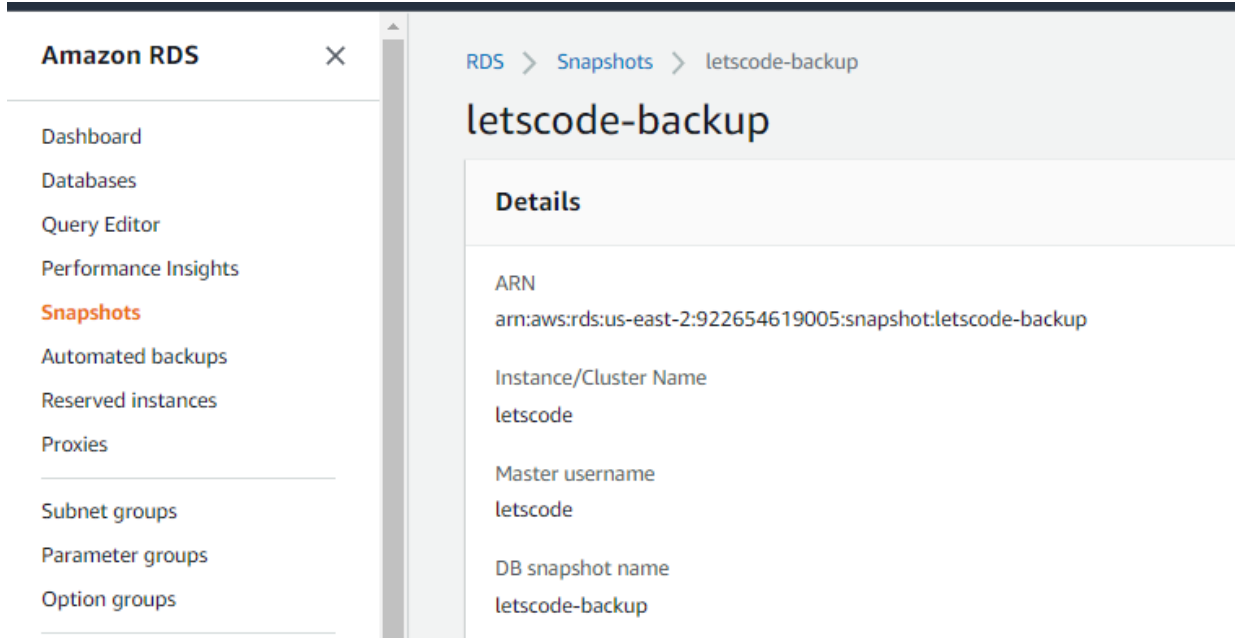 Amazon RDS
Dashboard
Databases
Query Editor
Performance Insights
Snapshots
Automated backups
Reserved instances
Proxies
Subnet groups
Parameter groups
Option groups
RDS > Snapshots > letscode-backup
letscode-backup
Details
ARN
arn:aws:rds:us-east-2:922654619005:snapshot:letscode-backup
Instance/Cluster Name
letscode
Master username
letscode
DB snapshot name
letscode-backup